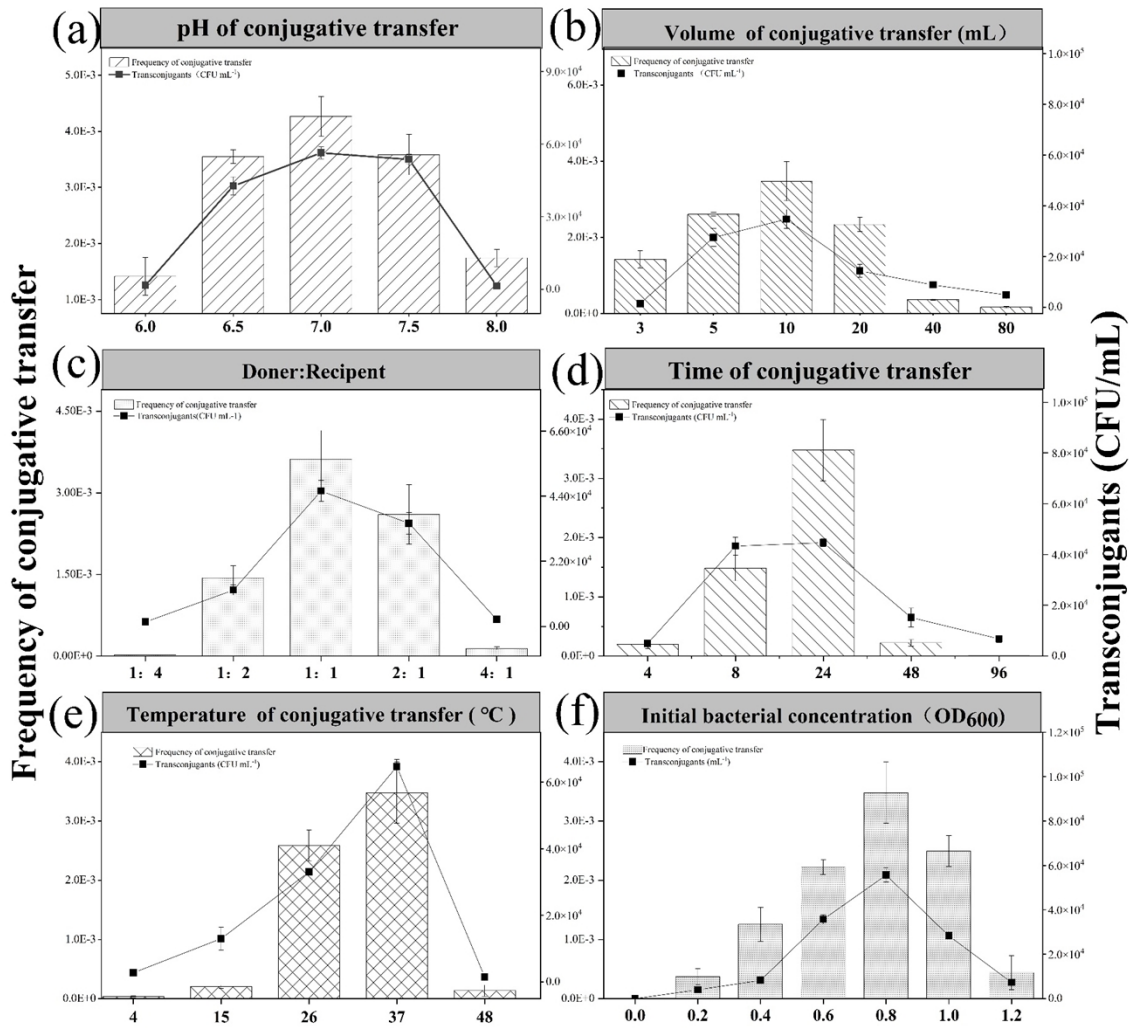 (a)
pH of conjugative transfer
Frequency of conjugative transfer
Transconjugants（CFU mL-1）
5.0E-3
4.0E-3
3.0E-3
2.0E-3
1.0E-3
9.0×10⁴
6.0×10⁴
3.0×10⁴
0.0
6.0 6.5 7.0 7.5 8.0
(b)
Volume of conjugative transfer (mL）
Frequency of conjugative transfer
Transconjugants （CFU mL⁻¹）
6.0E-3
4.0E-3
2.0E-3
0.0E+0
1.0×10⁵
8.0×10⁴
6.0×10⁴
4.0×10⁴
2.0×10⁴
0.0
3 5 10 20 40 80
(c)
Doner:Recipent
Frequency of conjugative transfer
Transconjugants(CFU mL-1)
4.50E-3
3.00E-3
1.50E-3
0.00E+0
6.60×10⁴
4.40×10⁴
2.20×10⁴
0.00
1：4 1：2 1：1 2：1 4：1
(d)
Time of conjugative transfer
Frequency of conjugative transfer
Transconjugants (CFU mL⁻¹)
4.0E-3
3.0E-3
2.0E-3
1.0E-3
0.0E+0
1.0×10⁵
8.0×10⁴
6.0×10⁴
4.0×10⁴
2.0×10⁴
0.0
4 8 24 48 96
(e)
Temperature of conjugative transfer ( ℃ )
Frequency of conjugative transfer
Transconjugants (CFU mL⁻¹)
4.0E-3
3.0E-3
2.0E-3
1.0E-3
0.0E+0
6.0×10⁴
4.0×10⁴
2.0×10⁴
0.0
4 15 26 37 48
(f)
Initial bacterial concentration（OD₆₀₀)
Frequency of conjugative transfer
Transconjugants (mL⁻¹)
4.0E-3
3.0E-3
2.0E-3
1.0E-3
0.0E+0
1.2×10⁵
1.0×10⁵
8.0×10⁴
6.0×10⁴
4.0×10⁴
2.0×10⁴
0.0
0.0 0.2 0.4 0.6 0.8 1.0 1.2
Frequency of conjugative transfer
Transconjugants (CFU/mL)